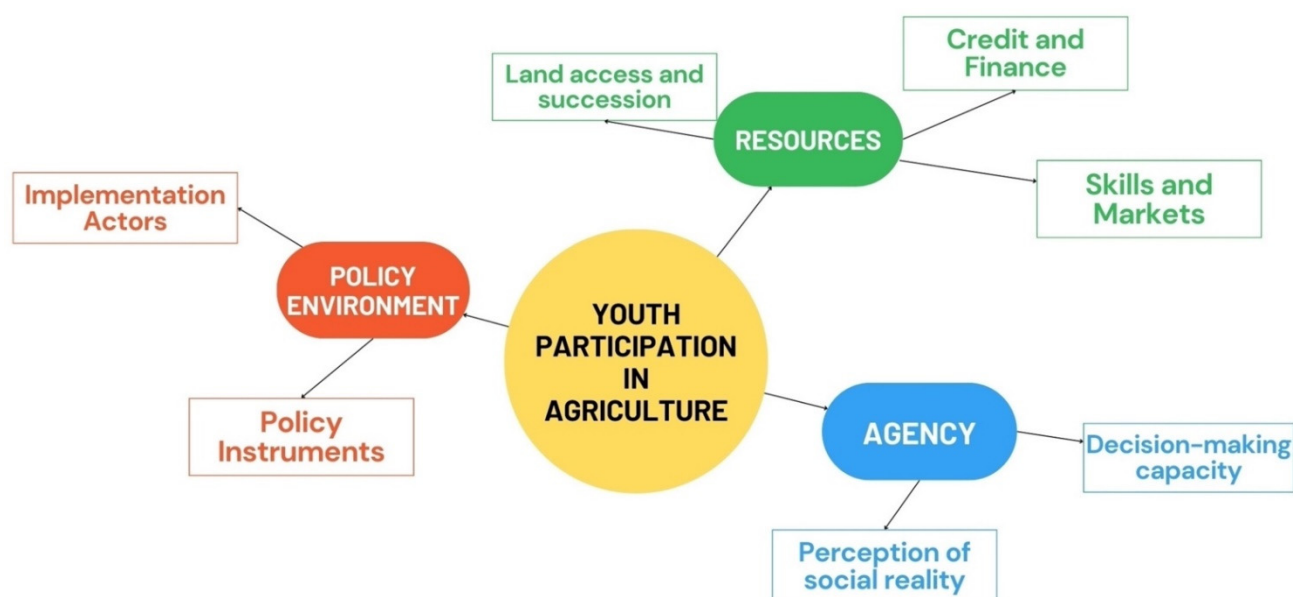 Credit and
Finance
Land access and
succession
RESOURCES
Skills and
Markets
Implementation
Actors
POLICY
ENVIRONMENT
YOUTH
PARTICIPATION
IN
AGRICULTURE
Policy
Instruments
AGENCY
Decision-making
capacity
Perception of
social reality